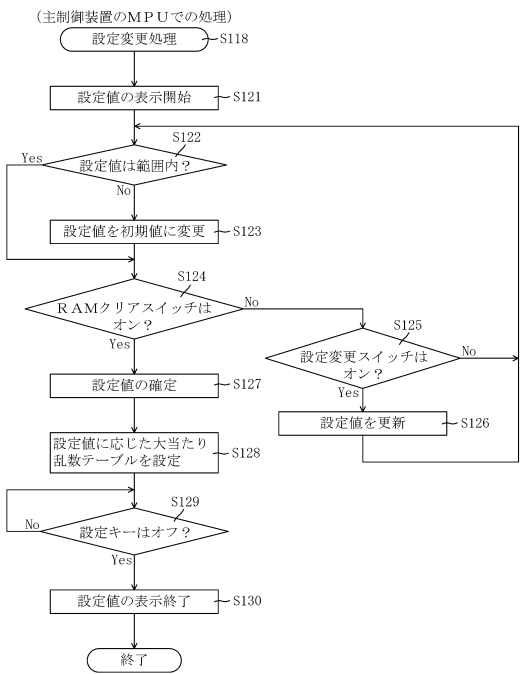 （主制御装置のＭＰＵでの処理）
設定変更処理 S118
設定値の表示開始 S121
S122
Yes
設定値は範囲内？
No
設定値を初期値に変更 S123
S124
ＲＡＭクリアスイッチは
オン？
No
Yes
S125
設定変更スイッチは
オン？
No
Yes
設定値の確定 S127
設定値を更新 S126
設定値に応じた大当たり
乱数テーブルを設定
S128
S129
設定キーはオフ？
No
Yes
設定値の表示終了 S130
終了